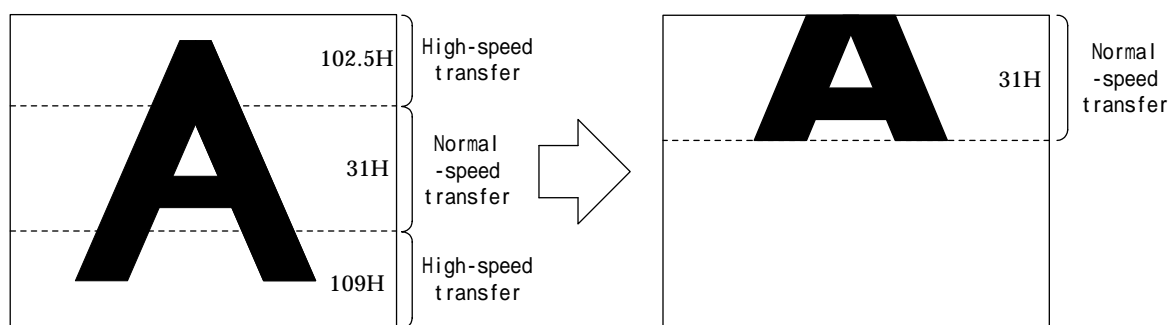 A
102.5H
High-speed
transfer
31H
Normal
-speed
transfer
109H
High-speed
transfer
A
31H
Normal
-speed
transfer